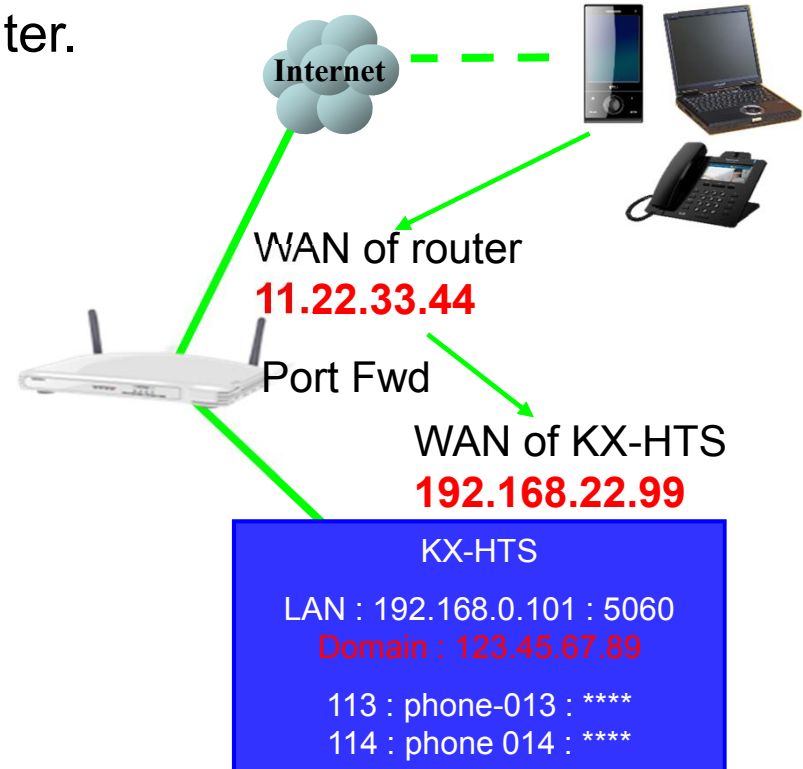 ter.
Internet
WAN of router
11.22.33.44
Port Fwd
WAN of KX-HTS
192.168.22.99
KX-HTS
LAN : 192.168.0.101 : 5060
Domain : 123.45.67.89
113 : phone-013 : ****
114 : phone 014 : ****